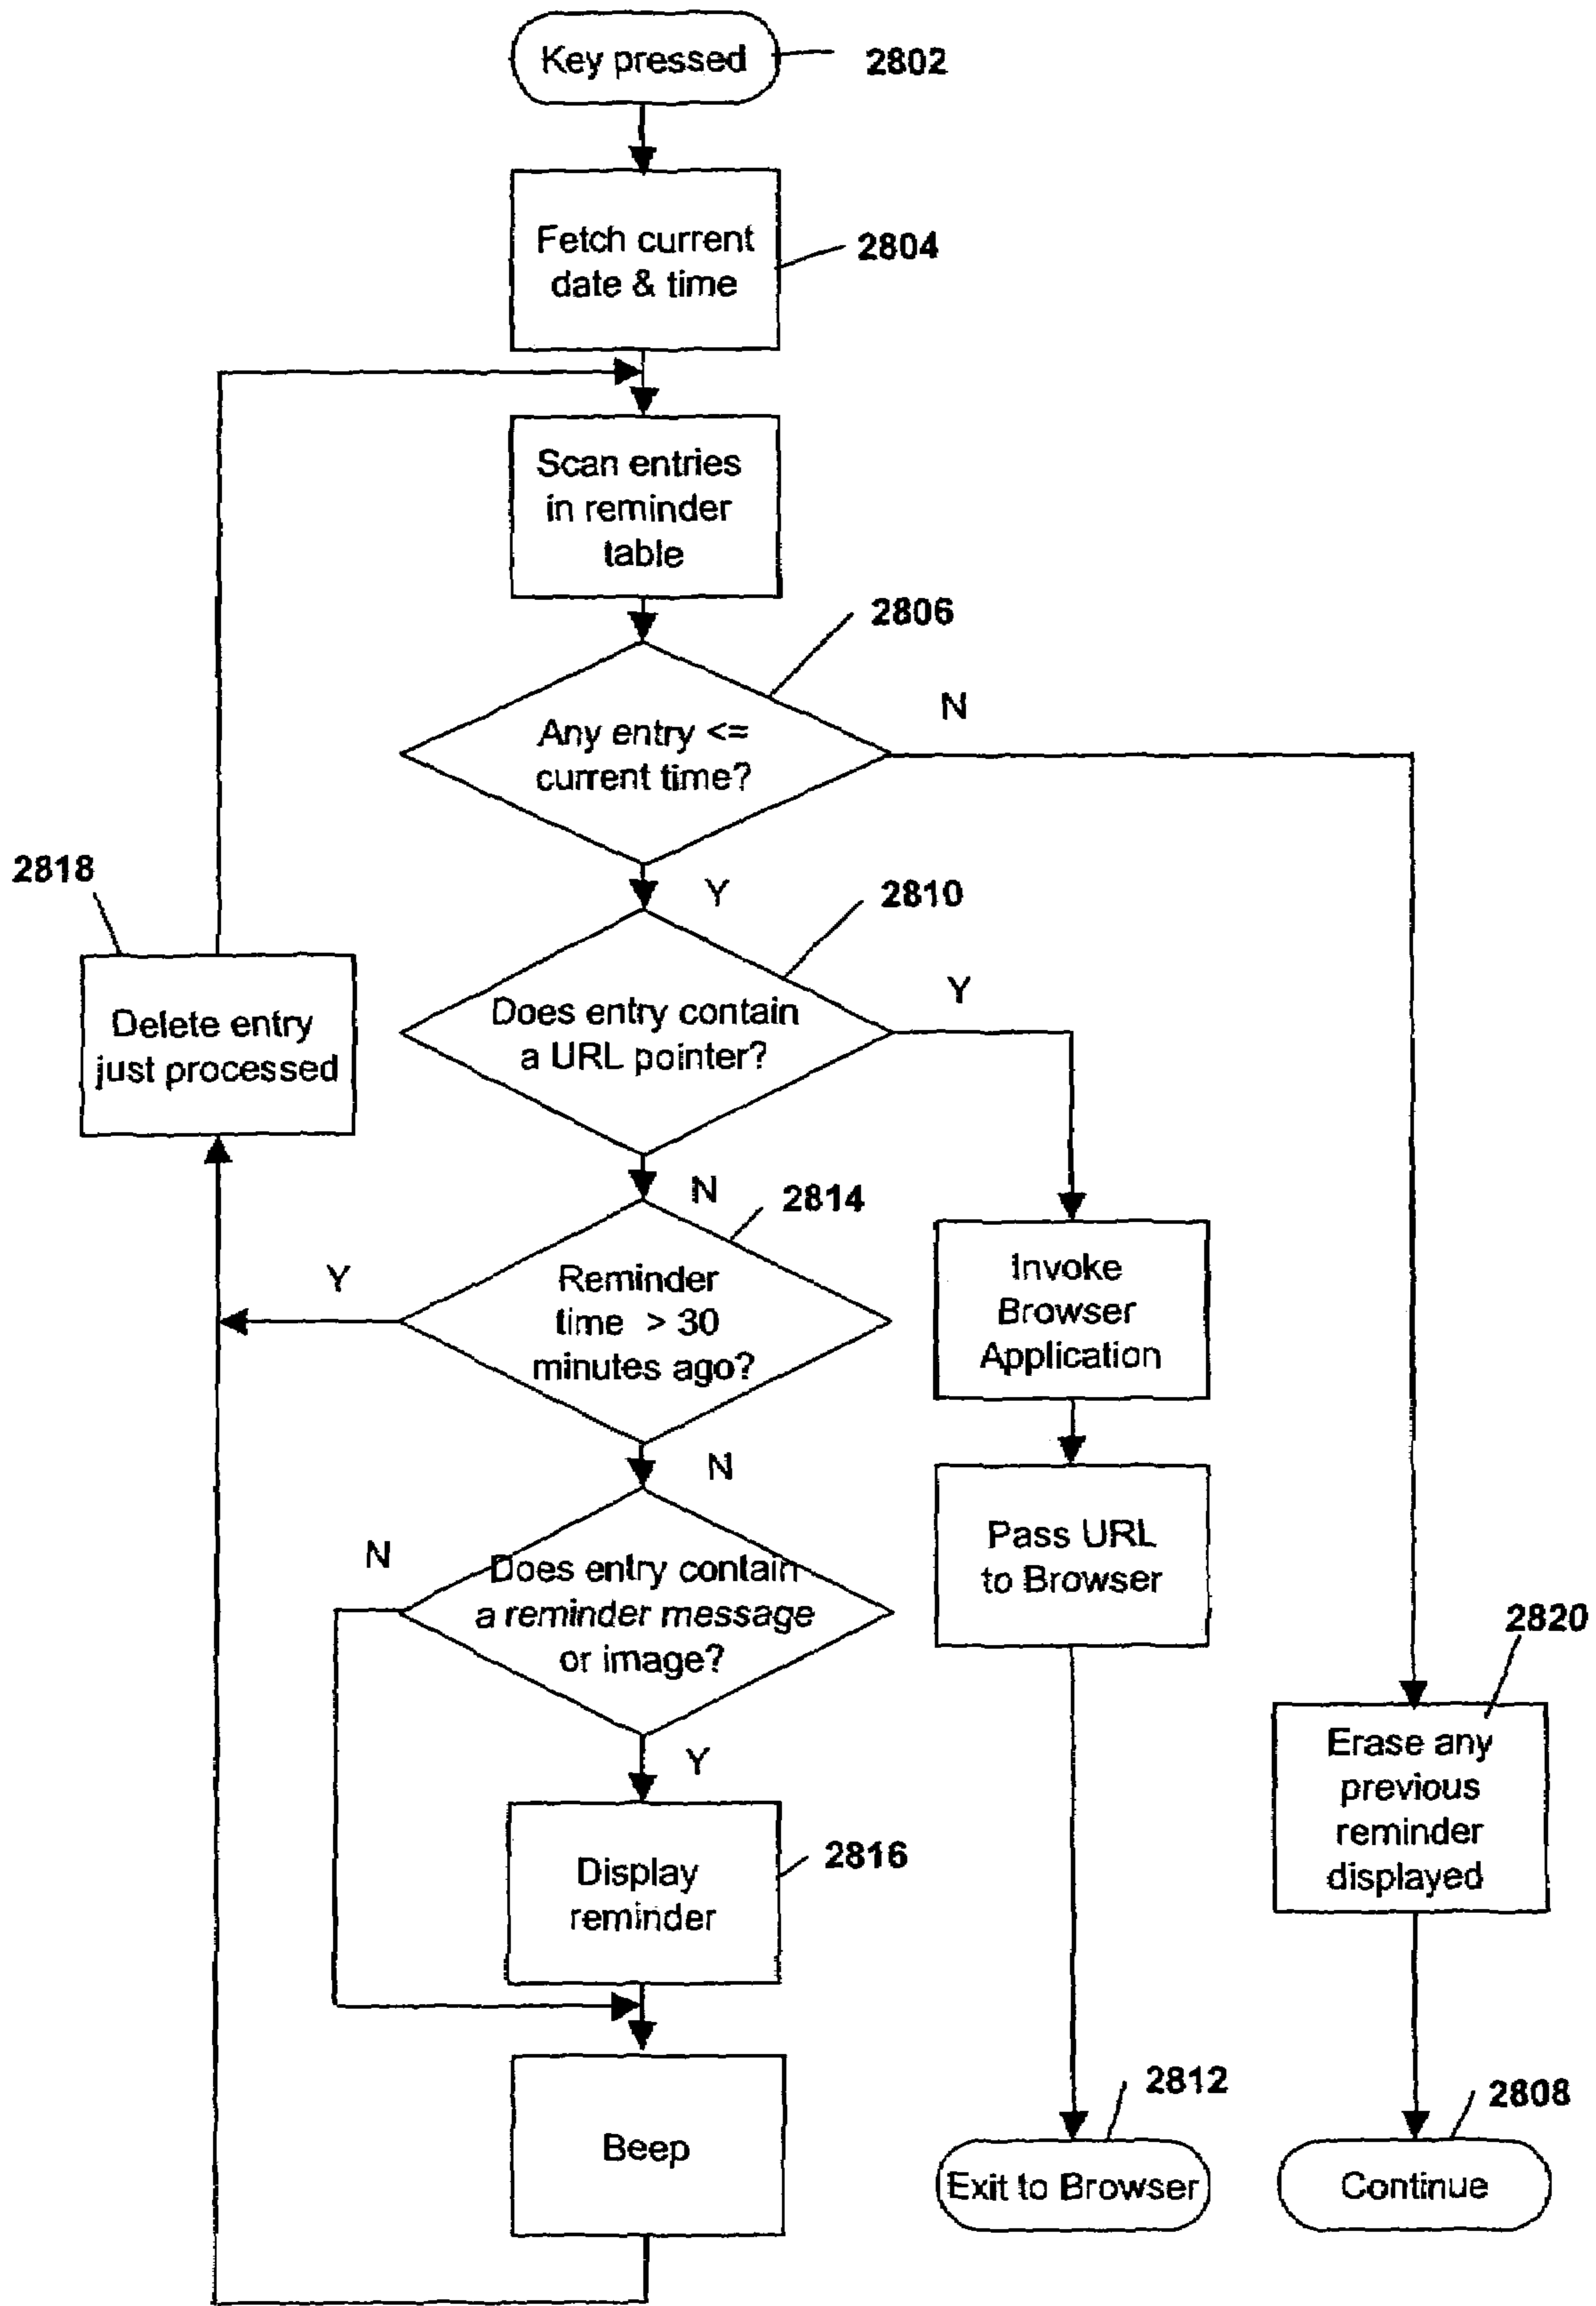 Key pressed
2802
Fetch current
date & time
2804
Scan entries
in reminder
table
2806
Any entry <=
current time?
N
2818
Y
2810
Delete entry
just processed
Does entry contain
a URL pointer?
Y
N
2814
Y
Reminder
time > 30
minutes ago?
Invoke
Browser
Application
N
N
Does entry contain
a reminder message
or image?
Pass URL
to Browser
2820
Y
Erase any
previous
reminder
displayed
Display
reminder
2816
Beep
2812
2808
Exit to Browser
Continue